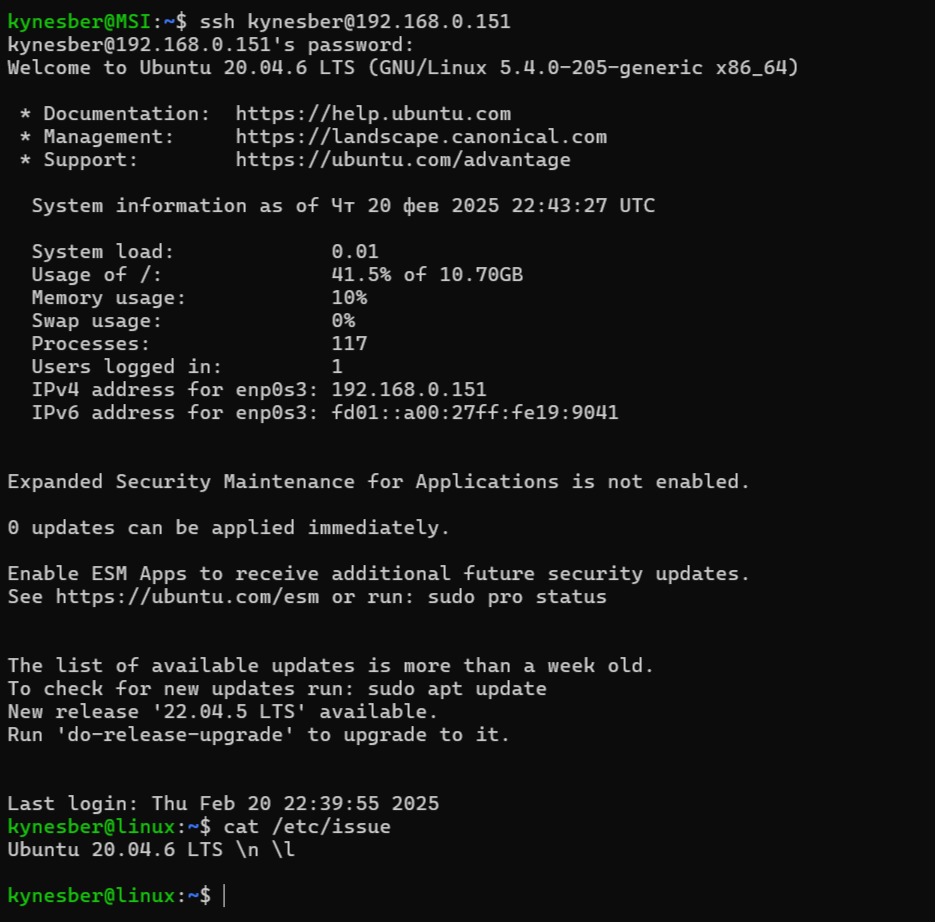 kynesber@MSI:~$ ssh kynesber@192.168.0.151
kynesber@192.168.0.151's password:
Welcome to Ubuntu 20.04.6 LTS (GNU/Linux 5.4.0-205-generic x86_64)

 * Documentation:  https://help.ubuntu.com
 * Management:     https://landscape.canonical.com
 * Support:        https://ubuntu.com/advantage

  System information as of Чт 20 фев 2025 22:43:27 UTC

  System load:             0.01
  Usage of /:              41.5% of 10.70GB
  Memory usage:            10%
  Swap usage:              0%
  Processes:               117
  Users logged in:         1
  IPv4 address for enp0s3: 192.168.0.151
  IPv6 address for enp0s3: fd01::a00:27ff:fe19:9041


Expanded Security Maintenance for Applications is not enabled.

0 updates can be applied immediately.

Enable ESM Apps to receive additional future security updates.
See https://ubuntu.com/esm or run: sudo pro status


The list of available updates is more than a week old.
To check for new updates run: sudo apt update
New release '22.04.5 LTS' available.
Run 'do-release-upgrade' to upgrade to it.


Last login: Thu Feb 20 22:39:55 2025
kynesber@linux:~$ cat /etc/issue
Ubuntu 20.04.6 LTS \n \l

kynesber@linux:~$